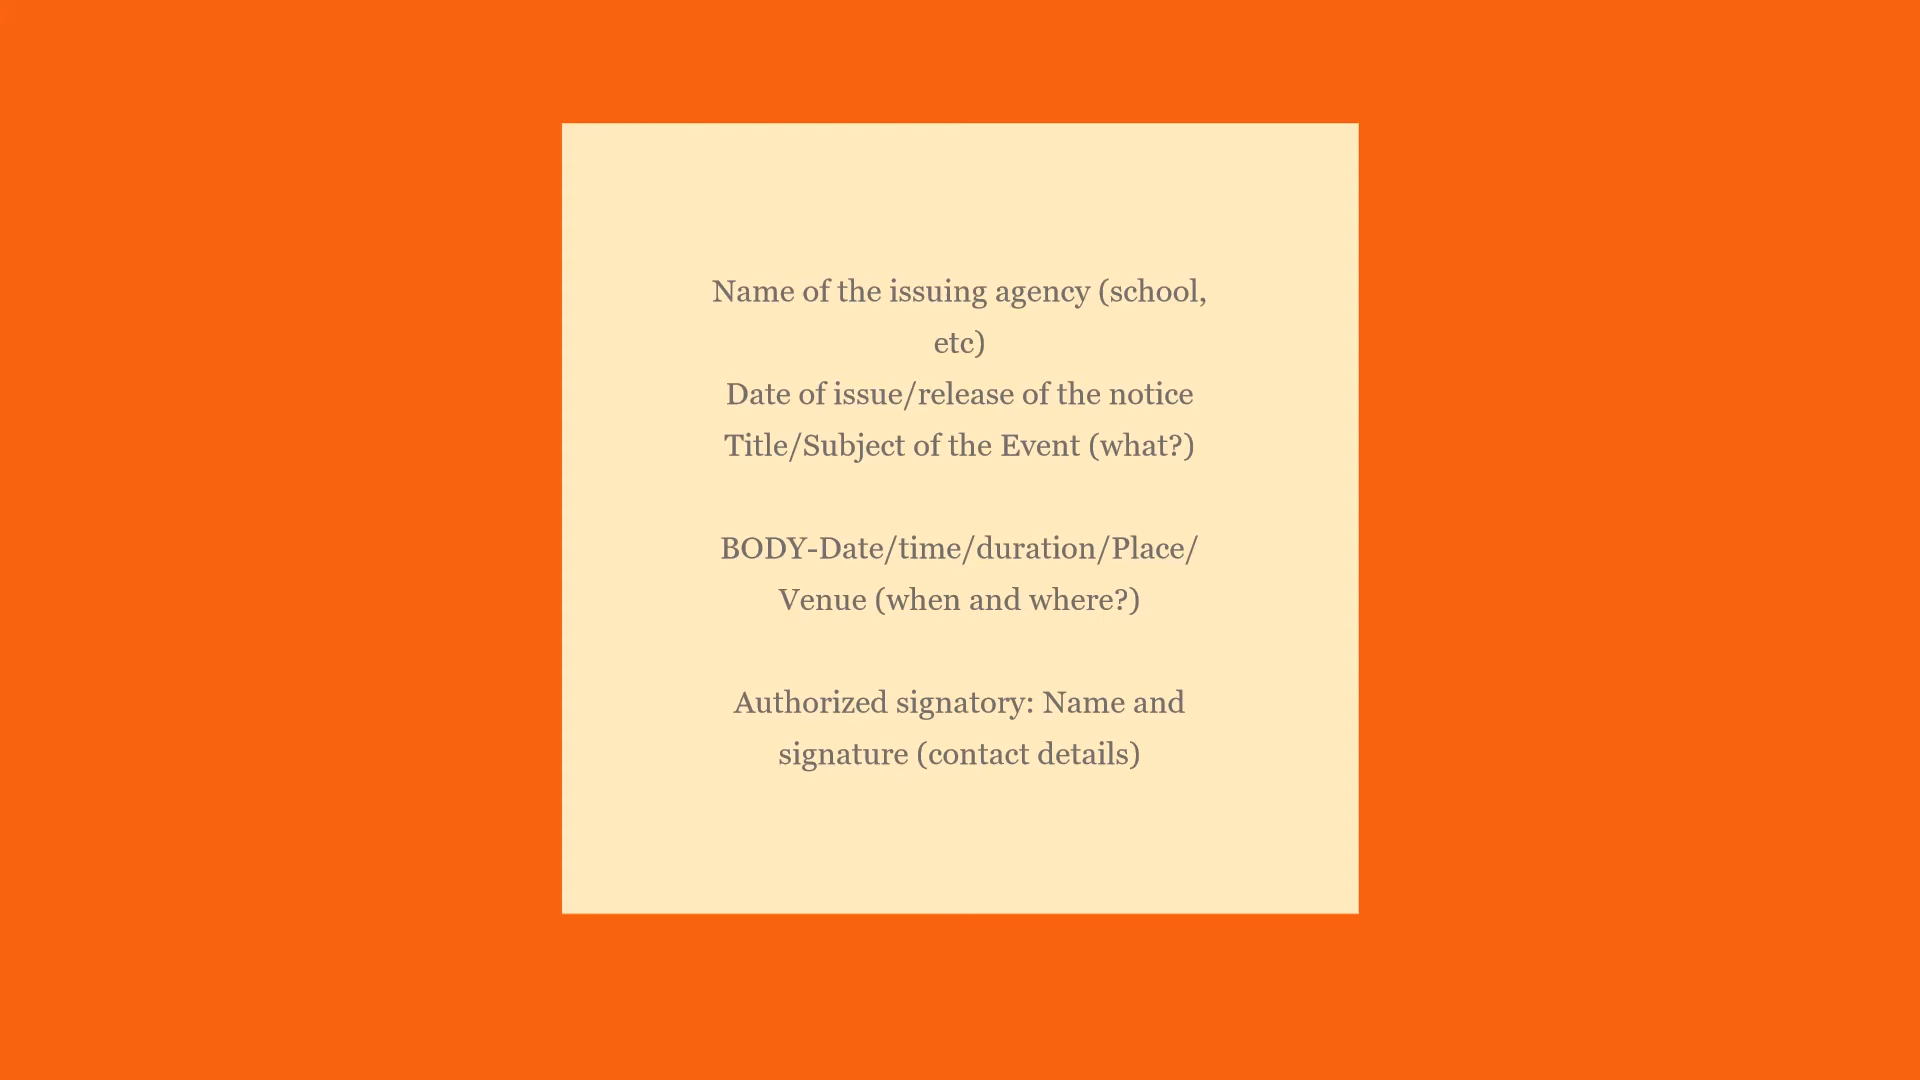 Name of the issuing agency (school,
etc)
Date of issue/release of the notice
Title/Subject of the Event (what?)
BODY-Date/time/duration/Place/
Venue (when and where?)
Authorized signatory: Name and
signature (contact details)